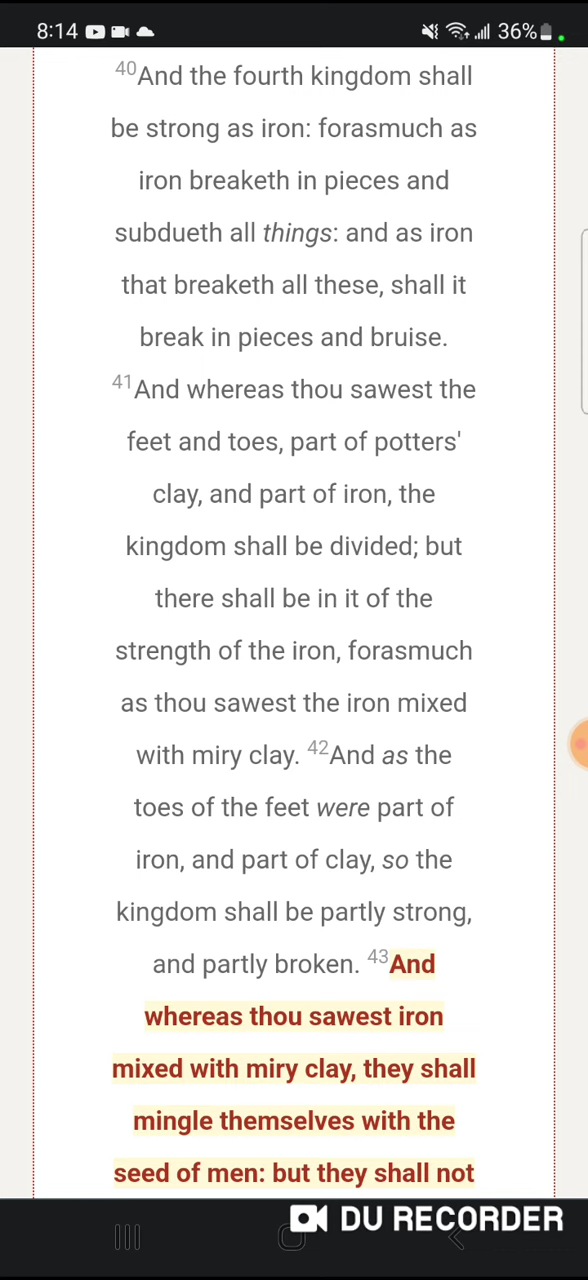 8:14 36%
40And the fourth kingdom shall
be strong as iron: forasmuch as
iron breaketh in pieces and
subdueth all things: and as iron
that breaketh all these, shall it
break in pieces and bruise.
41And whereas thou sawest the
feet and toes, part of potters'
clay, and part of iron, the
kingdom shall be divided; but
there shall be in it of the
strength of the iron, forasmuch
as thou sawest the iron mixed
with miry clay. 42And as the
toes of the feet were part of
iron, and part of clay, so the
kingdom shall be partly strong,
and partly broken. 43And
whereas thou sawest iron
mixed with miry clay, they shall
mingle themselves with the
seed of men: but they shall not
DU RECORDER